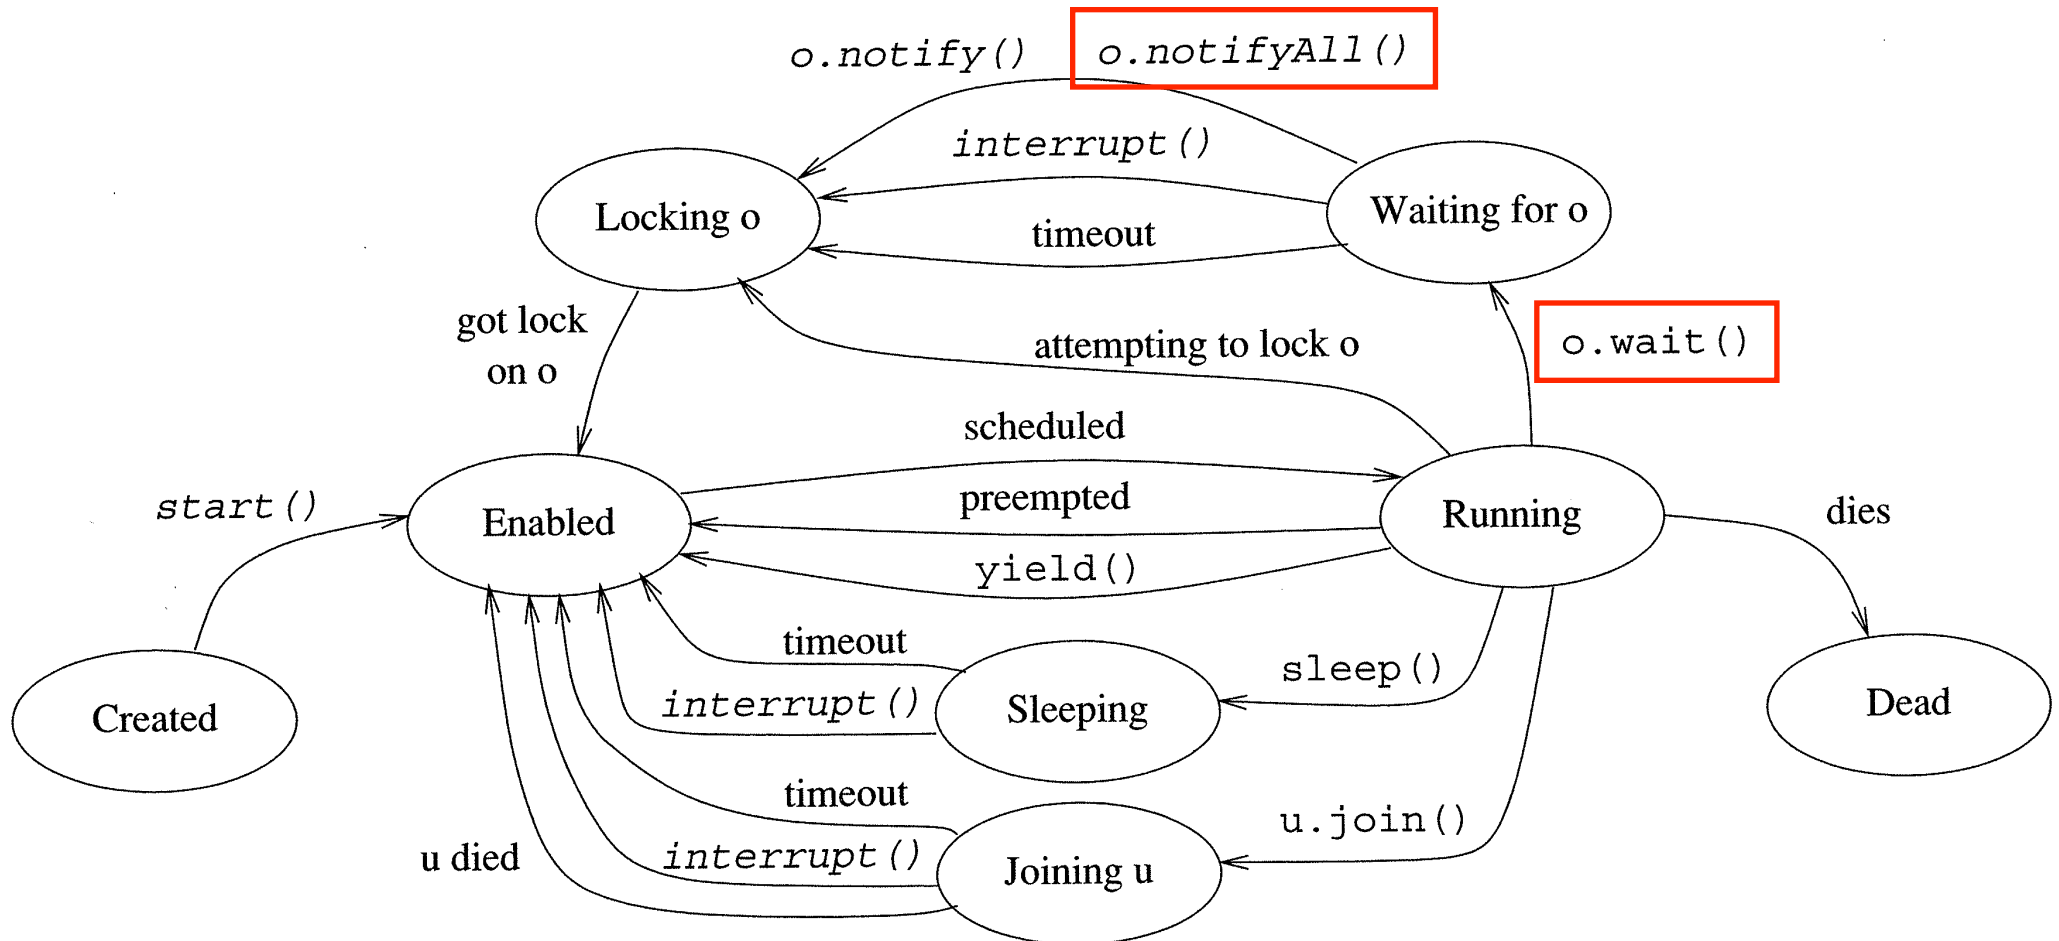 o.notify() o.notifyAll()
interrupt()
Locking o
Waiting for o
timeout
got lock
on o
attempting to lock o
o.wait()
scheduled
start()
preempted
Enabled
Running
dies
yield()
timeout
sleep()
interrupt()
Created
Sleeping
Dead
timeout
u.join()
u died
interrupt()
Joining u